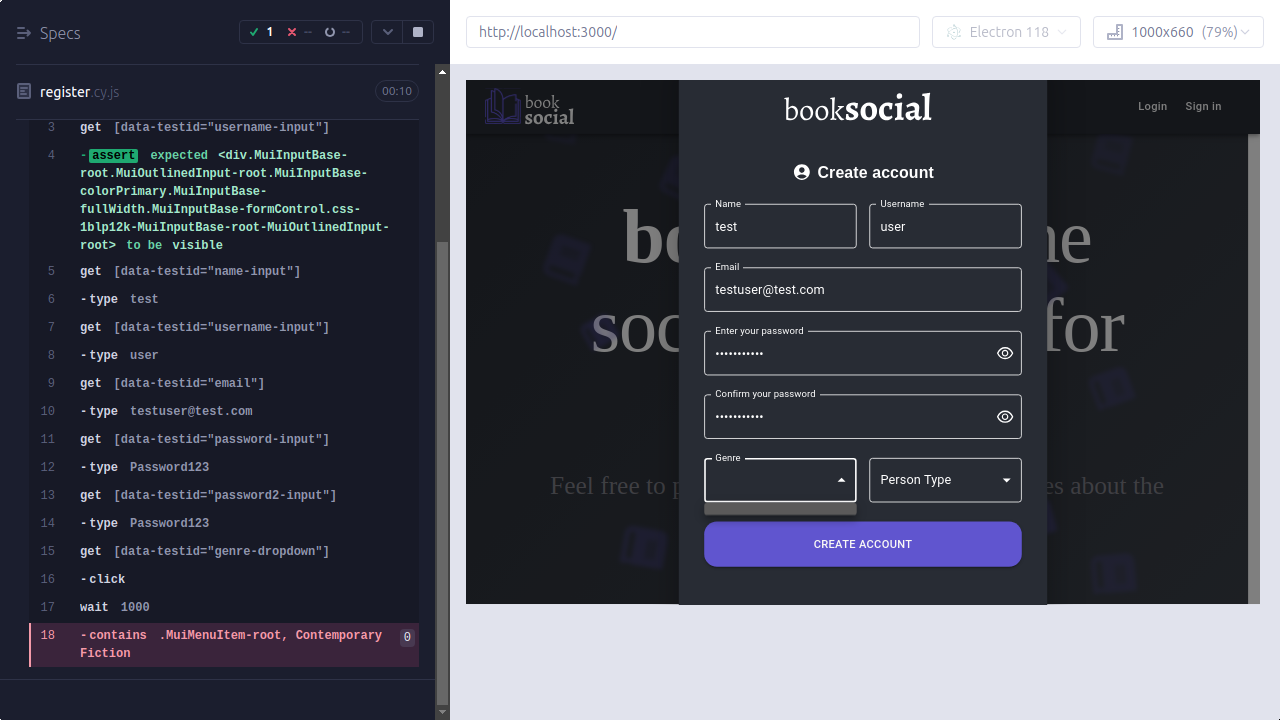 Specs
1
--
--
http://localhost:3000/
Electron 118
1000x660 (79%)
register.cy.js
00:10
3 get [data-testid="username-input"]
4 -assert expected <div.MuiInputBase-
root.MuiOutlinedInput-root.MuiInputBase-
colorPrimary.MuiInputBase-
fullWidth.MuiInputBase-formControl.css-
1blp12k-MuiInputBase-root-MuiOutlinedInput-
root> to be visible
5 get [data-testid="name-input"]
6 -type test
7 get [data-testid="username-input"]
8 -type user
9 get [data-testid="email"]
10 -type testuser@test.com
11 get [data-testid="password-input"]
12 -type Password123
13 get [data-testid="password2-input"]
14 -type Password123
15 get [data-testid="genre-dropdown"]
16 -click
17 wait 1000
18 -contains .MuiMenuItem-root, Contemporary
Fiction
0
book
social
Login Sign in
booksocial
Create account
Name
test
Username
user
Email
testuser@test.com
Enter your password
•••••••••••
Confirm your password
•••••••••••
Genre
Person Type
CREATE ACCOUNT
soc for
Feel free to es about the